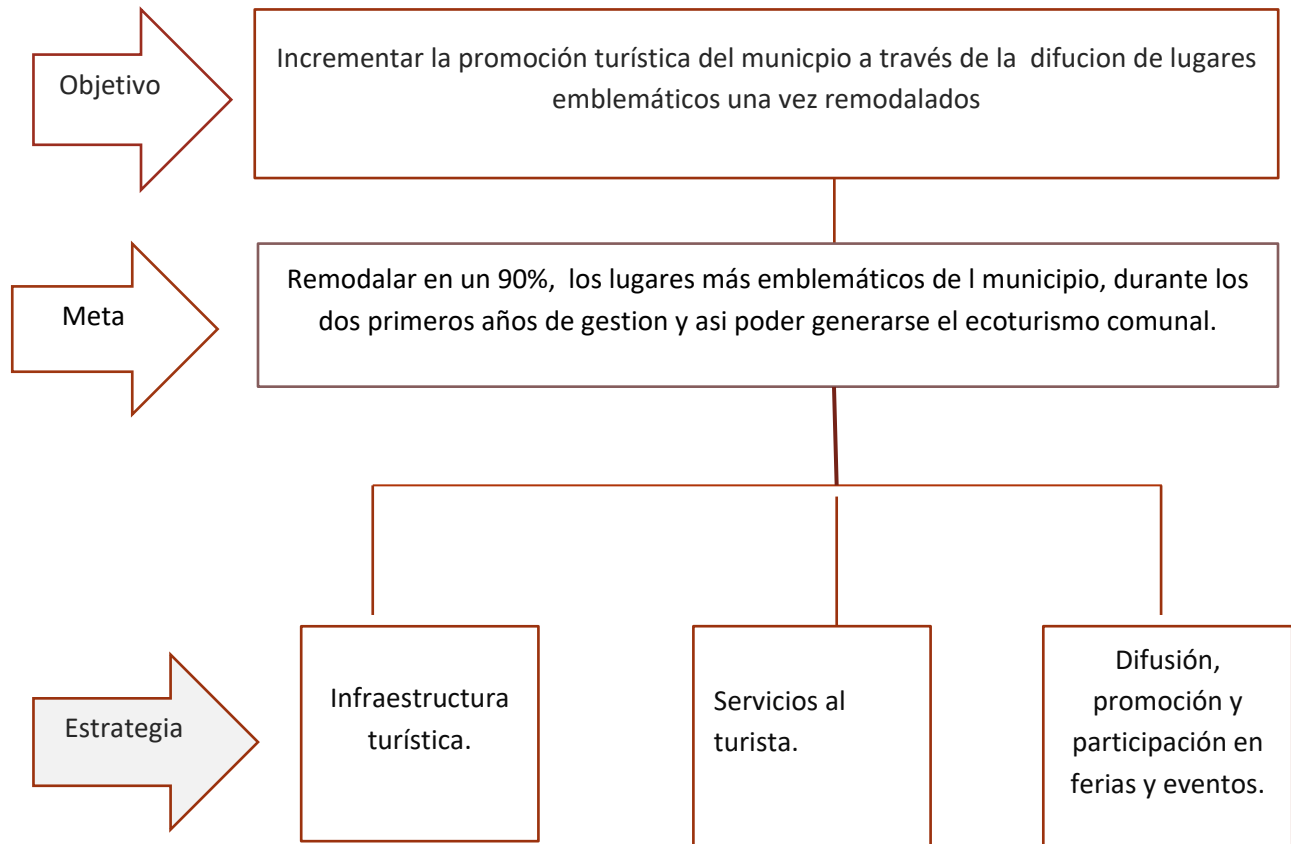 Objetivo
Incrementar la promoción turística del municpio a través de la difucion de lugares
emblemáticos una vez remodalados
Meta
Remodalar en un 90%, los lugares más emblemáticos de l municipio, durante los
dos primeros años de gestion y asi poder generarse el ecoturismo comunal.
Estrategia
Infraestructura
turística.
Servicios al
turista.
Difusión,
promoción y
participación en
ferias y eventos.